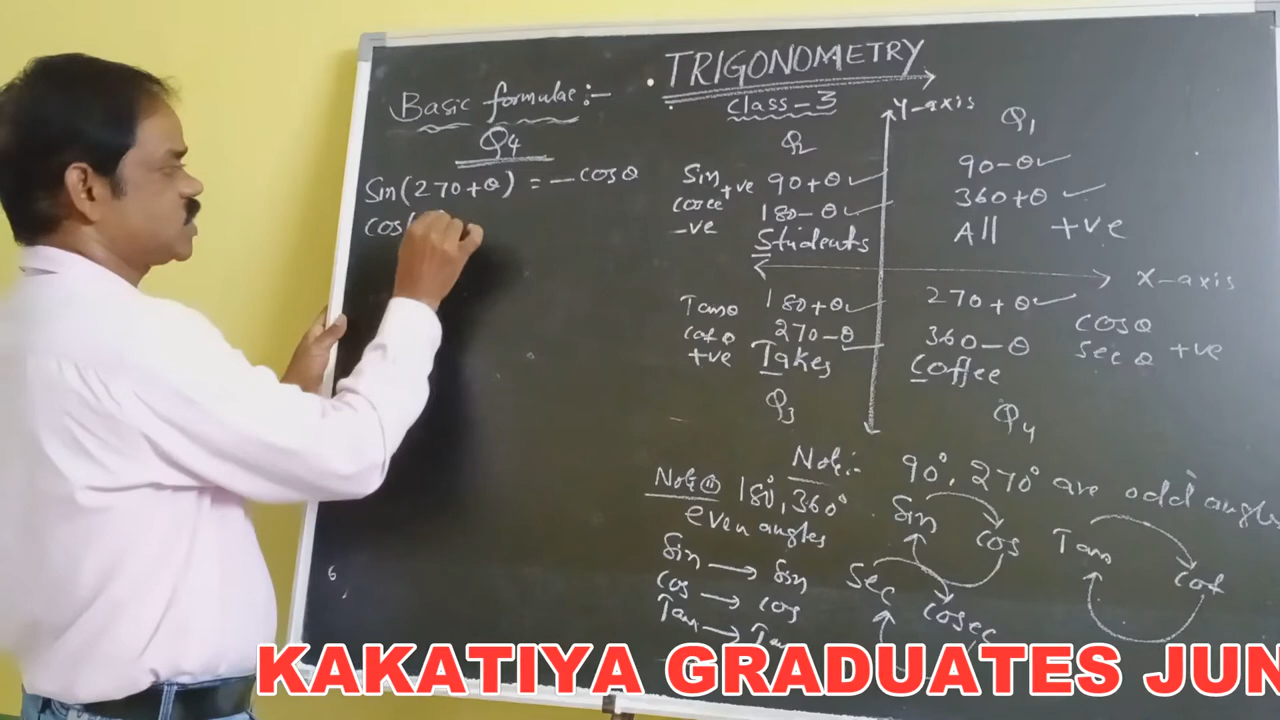 TRIGONOMETRY
class-3
Basic formulae:-
Q4
Sin(270+θ) = -cosθ
cos(
Y-axis
Q2
Sin
cosec
+ve
-ve
90+θ
180-θ
Students
Q1
90-θ
360+θ
All +ve
X-axis
Tanθ
cotθ
+ve
180+θ
270-θ
Takes
Q3
270+θ
360-θ
Coffee
cosθ
secθ +ve
Q4
Note:- 90°, 270° are odd angles
Sin cos
Tan cot
Sec cosec
Note(ii) 180°, 360°
even angles
Sin → Sin
cos → cos
Tan → Tan
6
KAKATIYA GRADUATES JUN